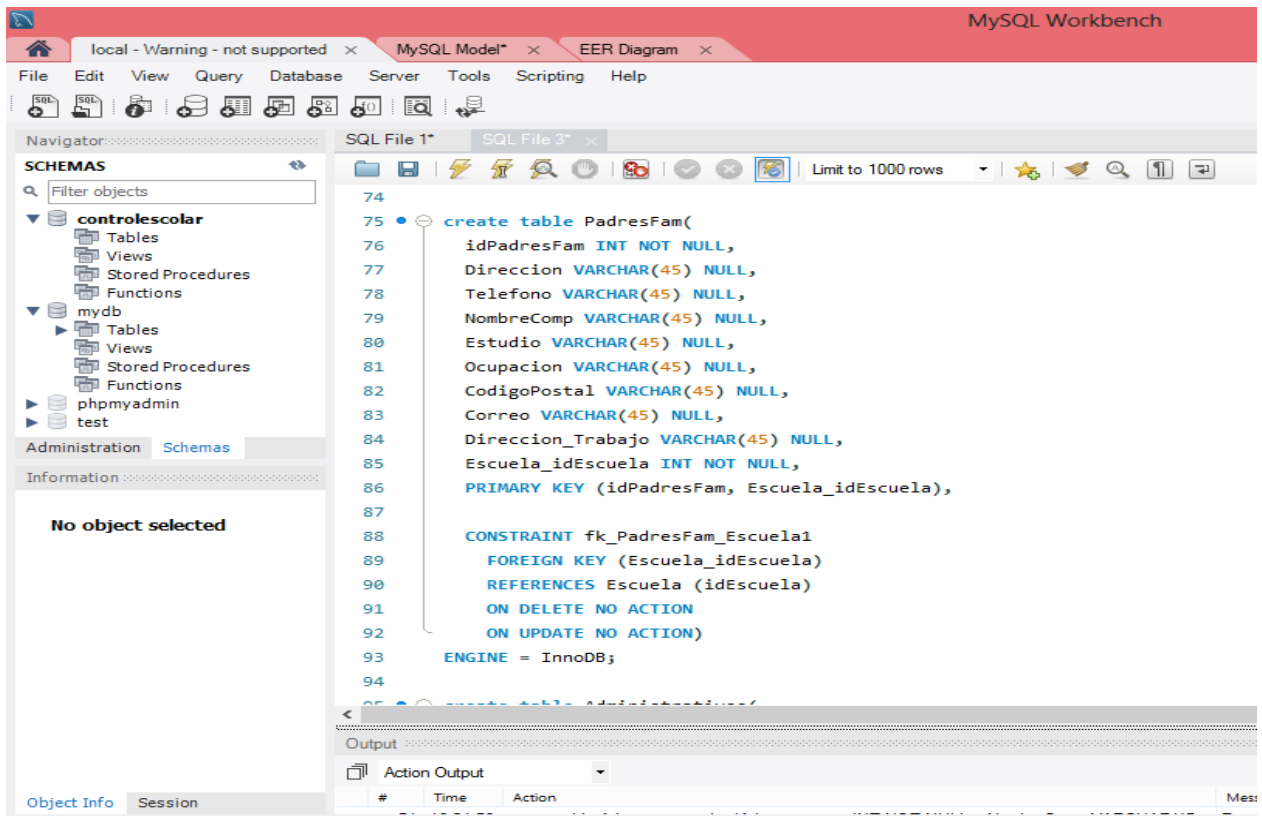 MySQL Workbench
local - Warning - not supported
MySQL Model*
EER Diagram
File Edit View Query Database Server Tools Scripting Help
Navigator
SCHEMAS
Filter objects
controlescolar
Tables
Views
Stored Procedures
Functions
mydb
Tables
Views
Stored Procedures
Functions
phpmyadmin
test
Administration Schemas
Information
No object selected
Object Info Session
SQL File 1* SQL File 3*
Limit to 1000 rows
74
75 create table PadresFam(
76 idPadresFam INT NOT NULL,
77 Direccion VARCHAR(45) NULL,
78 Telefono VARCHAR(45) NULL,
79 NombreComp VARCHAR(45) NULL,
80 Estudio VARCHAR(45) NULL,
81 Ocupacion VARCHAR(45) NULL,
82 CodigoPostal VARCHAR(45) NULL,
83 Correo VARCHAR(45) NULL,
84 Direccion_Trabajo VARCHAR(45) NULL,
85 Escuela_idEscuela INT NOT NULL,
86 PRIMARY KEY (idPadresFam, Escuela_idEscuela),
87
88 CONSTRAINT fk_PadresFam_Escuela1
89 FOREIGN KEY (Escuela_idEscuela)
90 REFERENCES Escuela (idEscuela)
91 ON DELETE NO ACTION
92 ON UPDATE NO ACTION)
93 ENGINE = InnoDB;
94
95 create table Administrativos(
Output
Action Output
# Time Action